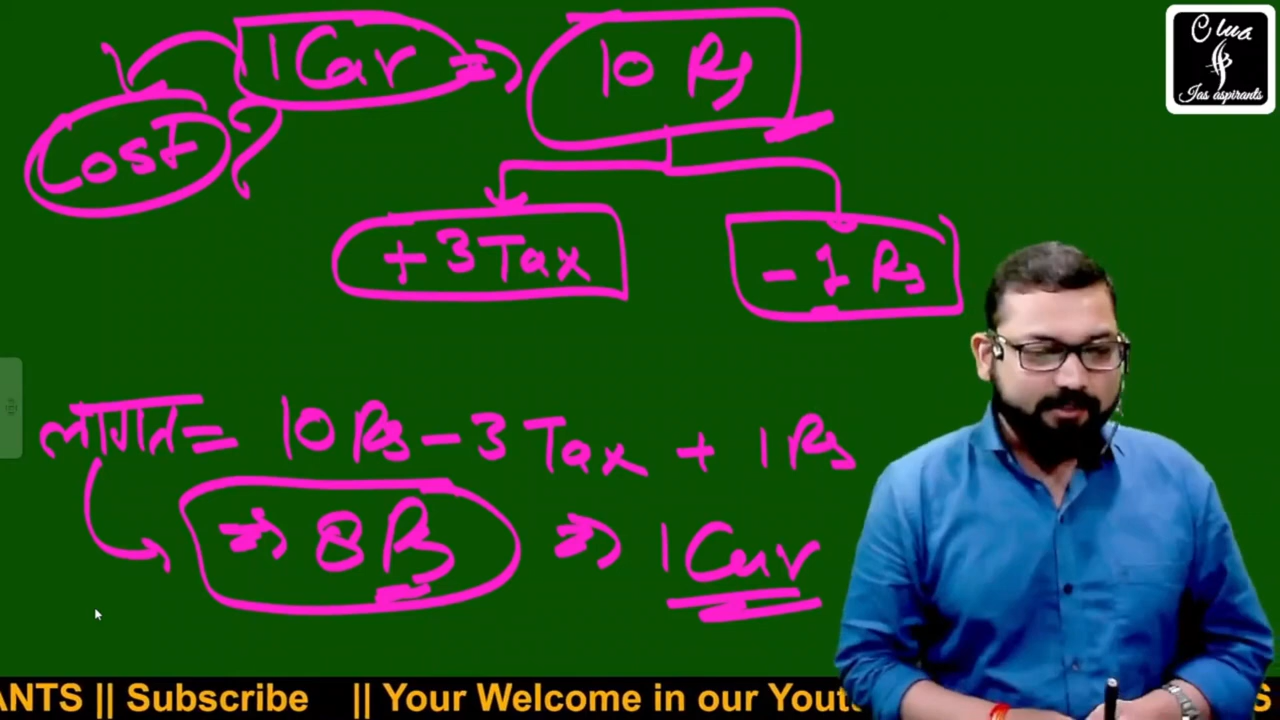 1 Car ⇒ 10 Rs
Cost
+ 3 Tax
- 1 Rs
लागत = 10 Rs - 3 Tax + 1 Rs
⇒ 8 Rs ⇒ 1 Car
Clua
Ias aspirants
ANTS || Subscribe || Your Welcome in our Yout
S